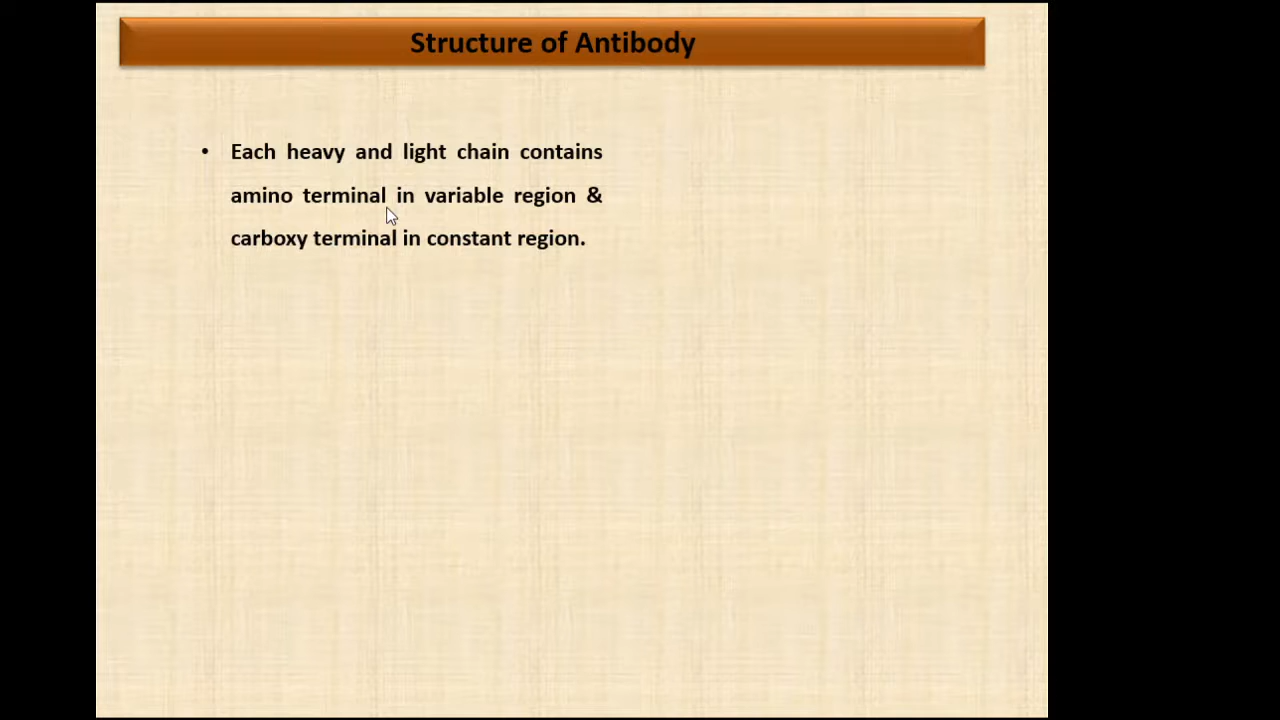 Structure of Antibody
• Each heavy and light chain contains
amino terminal in variable region &
carboxy terminal in constant region.